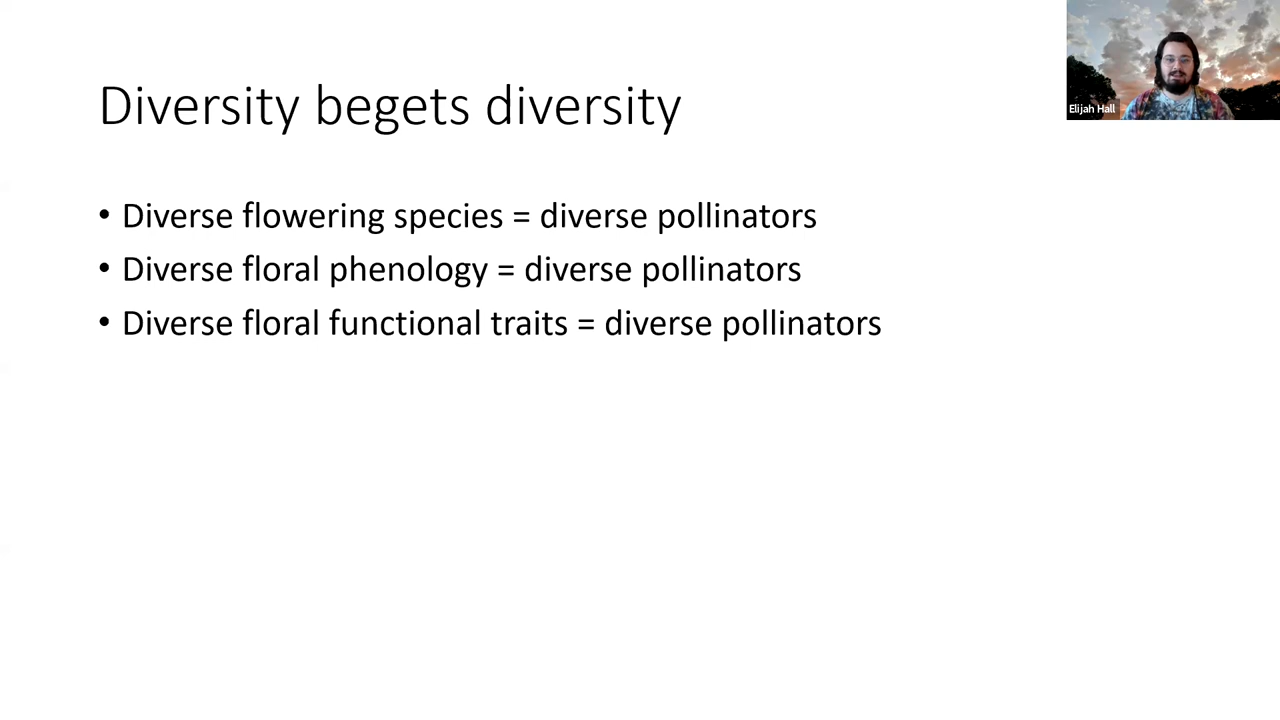 Diversity begets diversity
Elijah Hall
• Diverse flowering species = diverse pollinators
• Diverse floral phenology = diverse pollinators
• Diverse floral functional traits = diverse pollinators